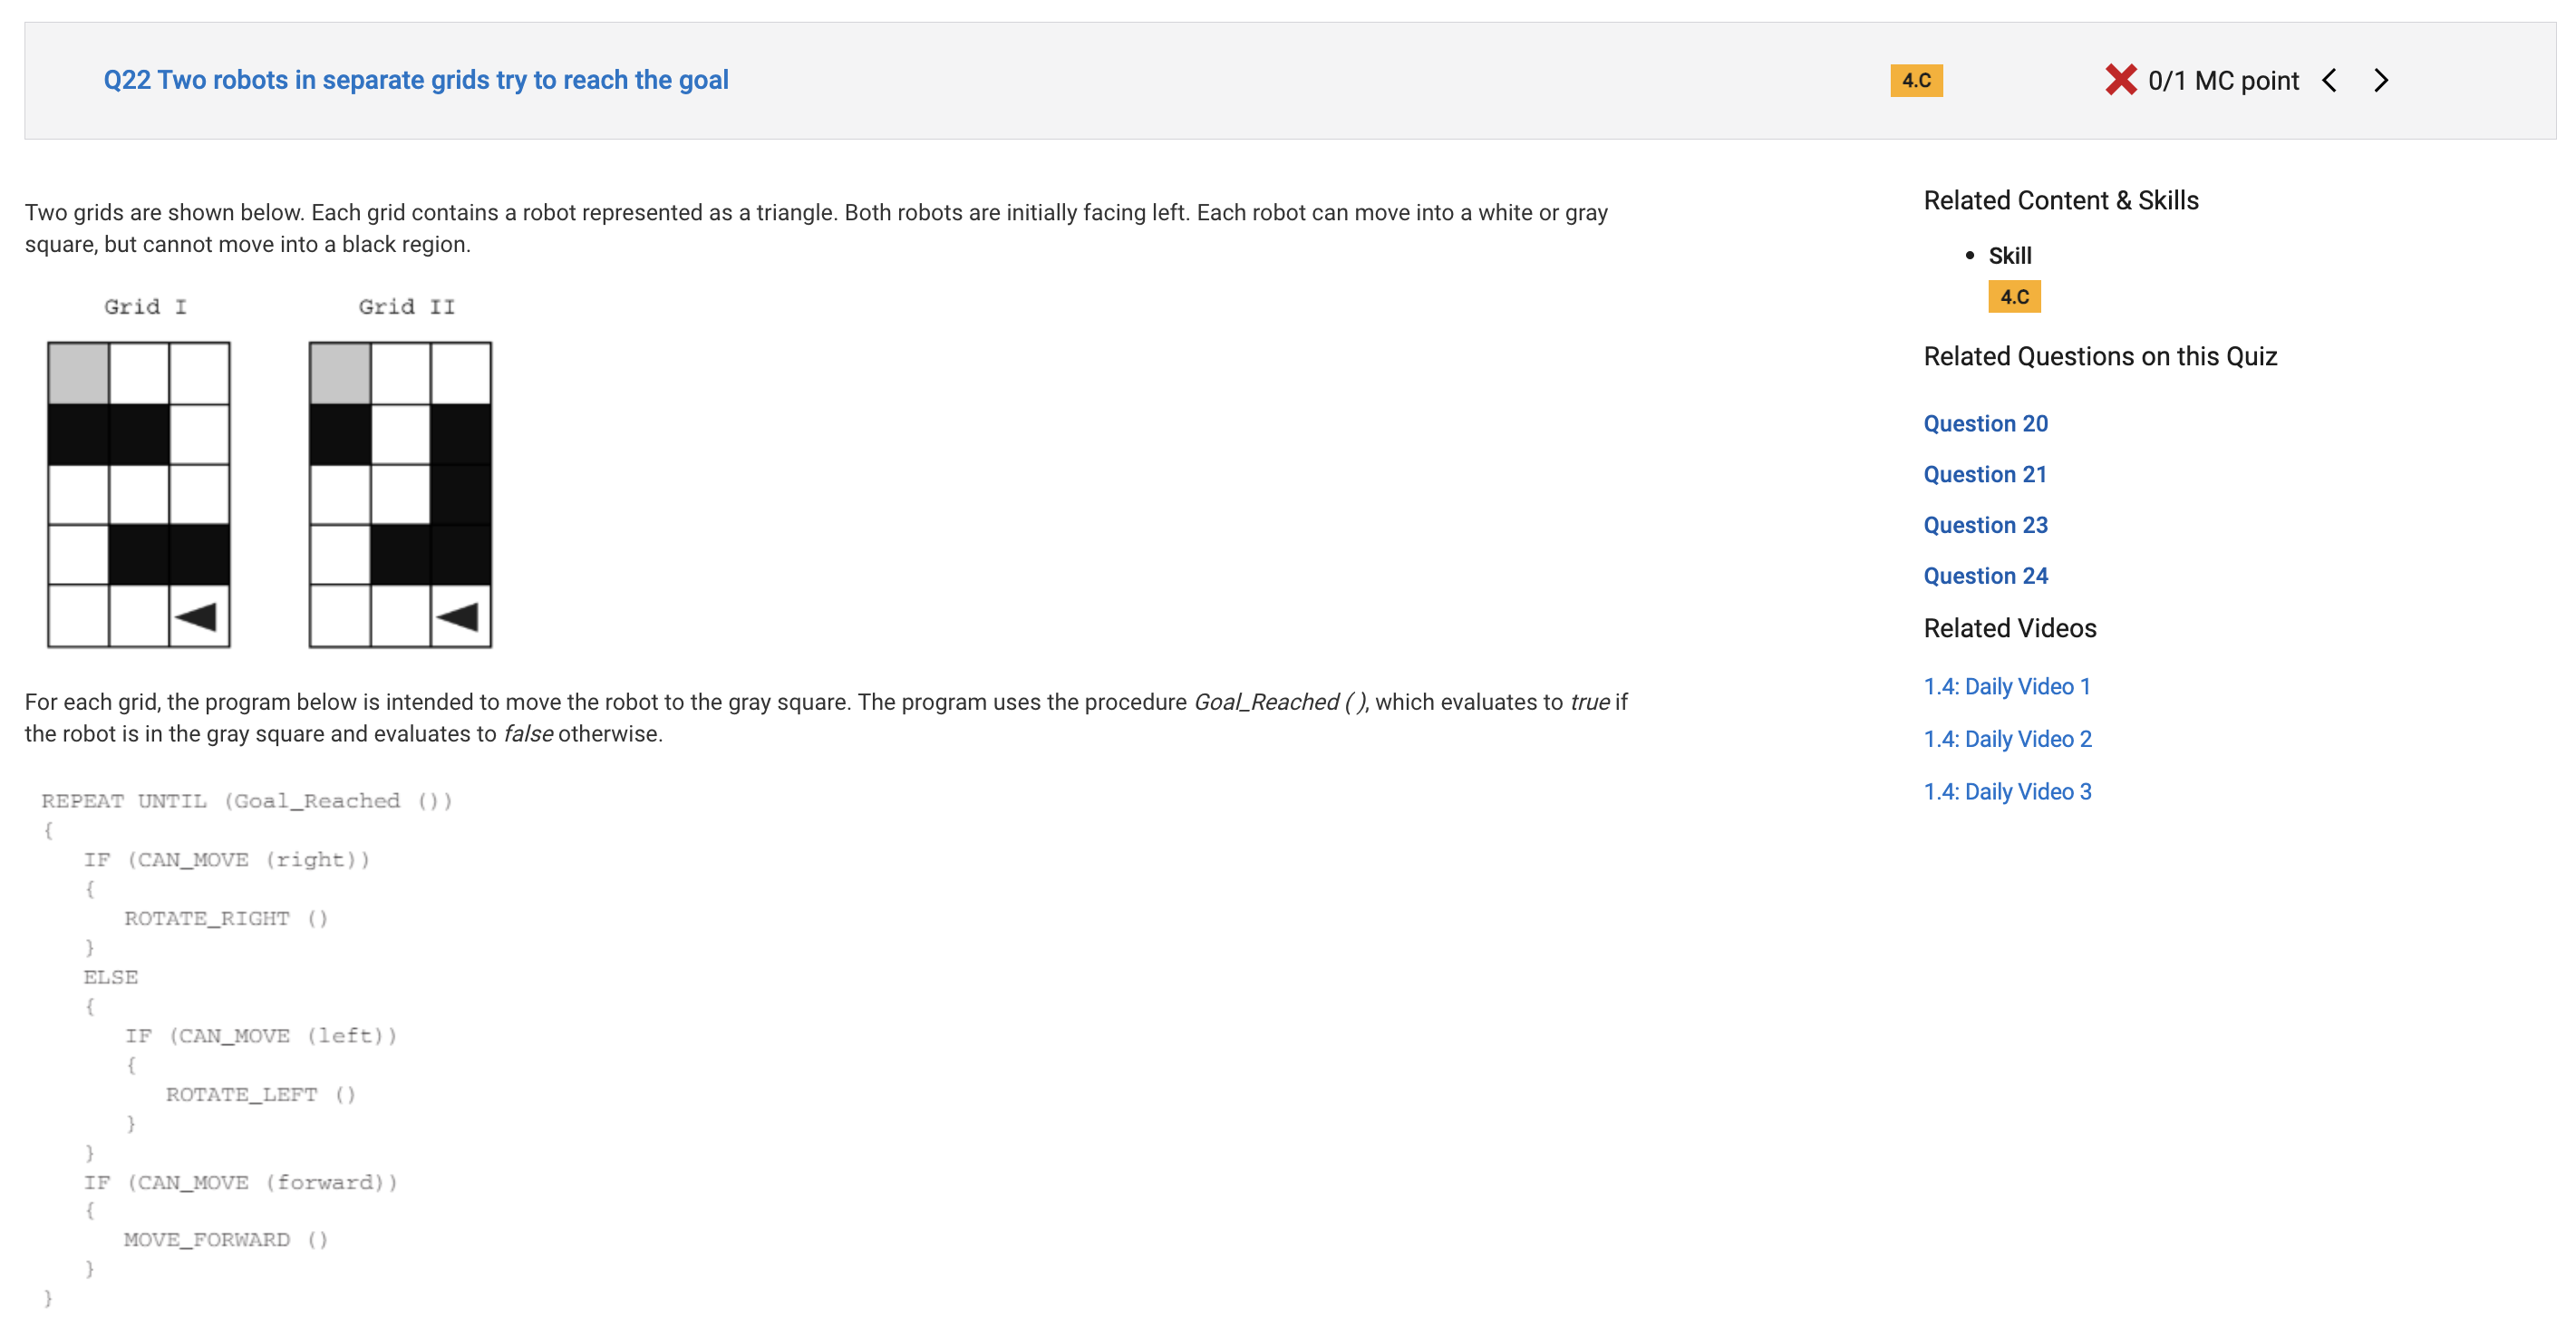 Q22 Two robots in separate grids try to reach the goal
4.C
0/1 MC point
Two grids are shown below. Each grid contains a robot represented as a triangle. Both robots are initially facing left. Each robot can move into a white or gray
square, but cannot move into a black region.
Grid I
Grid II
For each grid, the program below is intended to move the robot to the gray square. The program uses the procedure Goal_Reached ( ), which evaluates to true if
the robot is in the gray square and evaluates to false otherwise.
REPEAT UNTIL (Goal_Reached ())
{
IF (CAN_MOVE (right))
{
ROTATE_RIGHT ()
}
ELSE
{
IF (CAN_MOVE (left))
{
ROTATE_LEFT ()
}
}
IF (CAN_MOVE (forward))
{
MOVE_FORWARD ()
}
}
Related Content & Skills
• Skill
4.C
Related Questions on this Quiz
Question 20
Question 21
Question 23
Question 24
Related Videos
1.4: Daily Video 1
1.4: Daily Video 2
1.4: Daily Video 3